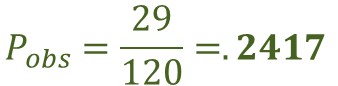 P_obs = 29/120 =. 2417